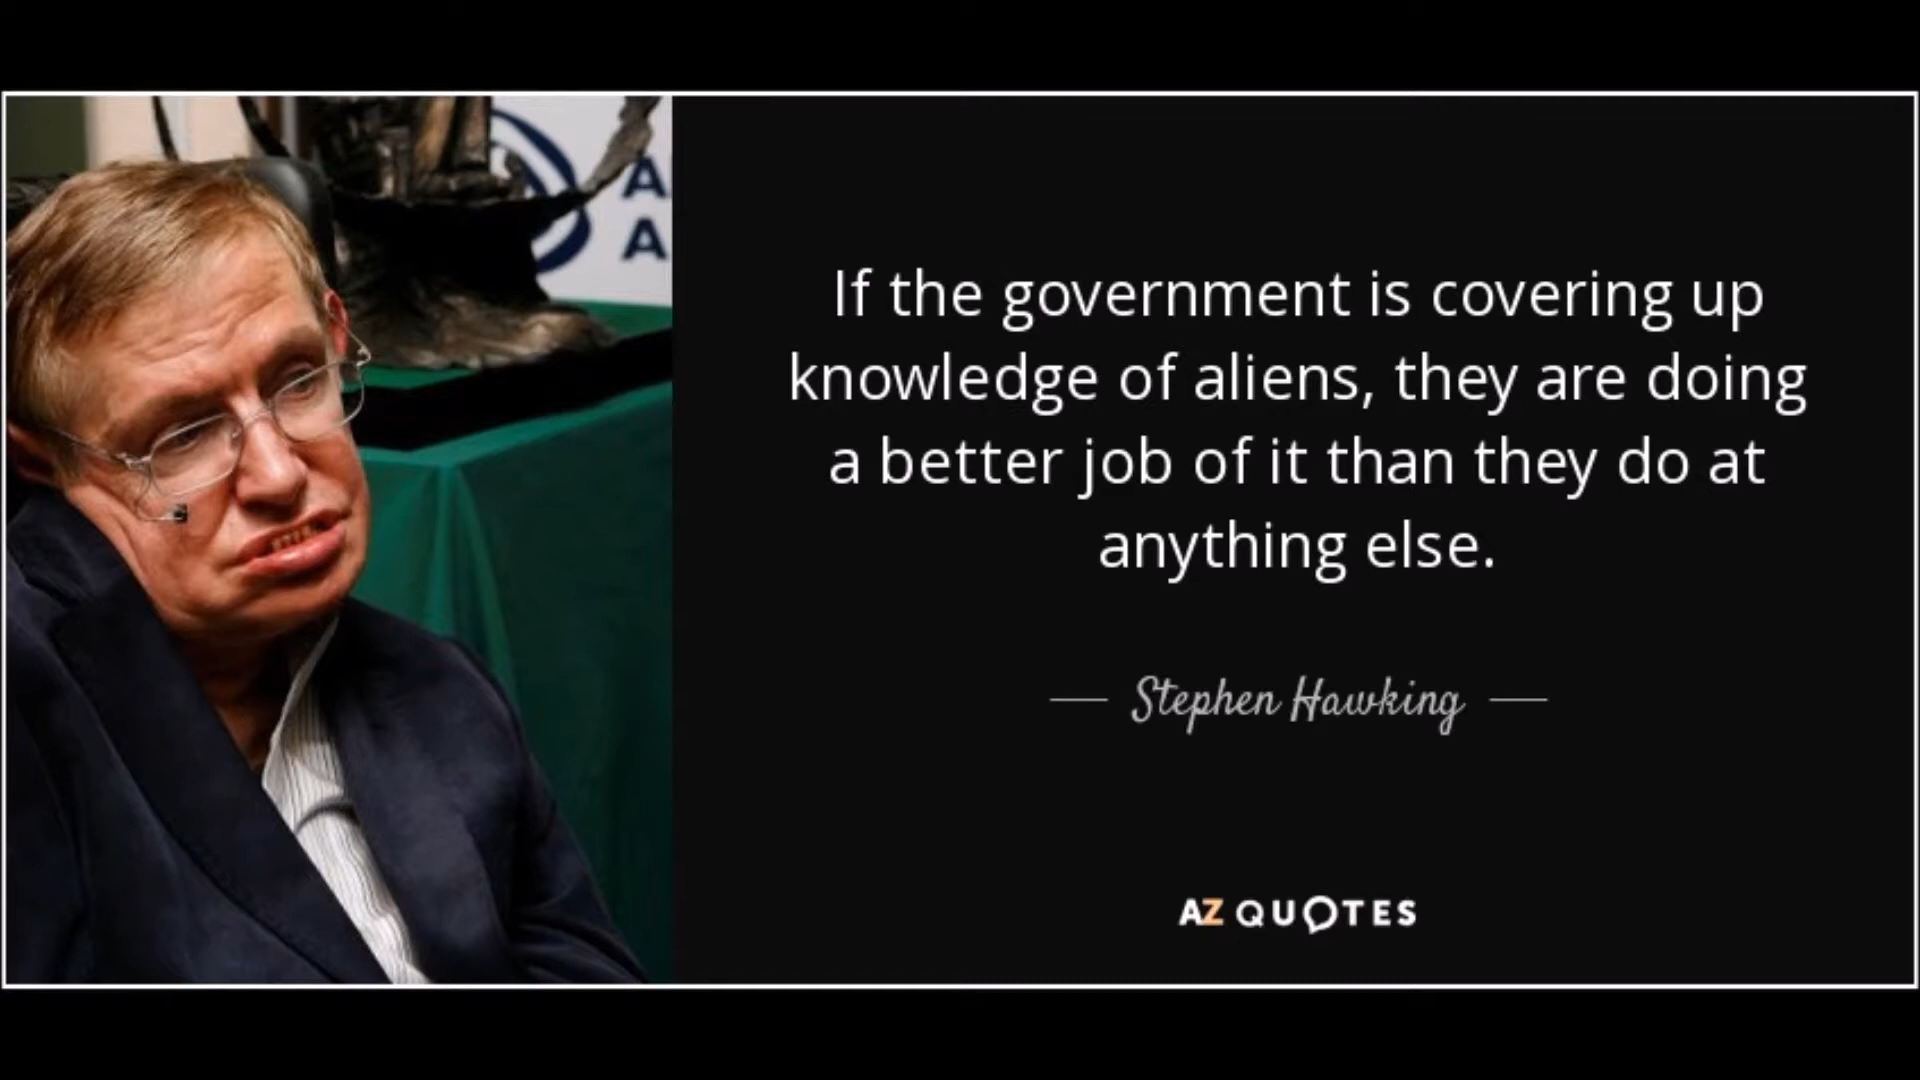 A
A
If the government is covering up
knowledge of aliens, they are doing
a better job of it than they do at
anything else.
Stephen Hawking
AZ QUOTES